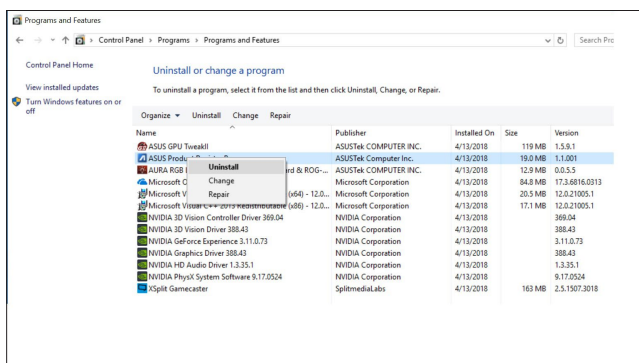 Programs and Features
Control Panel > Programs > Programs and Features
Search Pro
Control Panel Home
View installed updates
Turn Windows features on or
off
Uninstall or change a program
To uninstall a program, select it from the list and then click Uninstall, Change, or Repair.
Organize Uninstall Change Repair
Name Publisher Installed On Size Version
ASUS GPU TweakII ASUSTek COMPUTER INC. 4/13/2018 119 MB 1.5.9.1
ASUS Product ASUSTek Computer Inc. 4/13/2018 19.0 MB 1.1.001
AURA RGB rd & ROG-... ASUSTek COMPUTER INC. 4/13/2018 12.9 MB 0.0.5.5
Microsoft O Microsoft Corporation 4/13/2018 84.8 MB 17.3.6816.0313
Microsoft V (x64) - 12.0... Microsoft Corporation 4/13/2018 20.5 MB 12.0.21005.1
Microsoft Visual C++ 2013 Redistributable (x86) - 12.0... Microsoft Corporation 4/13/2018 17.1 MB 12.0.21005.1
Uninstall
Change
Repair
NVIDIA 3D Vision Controller Driver 369.04 NVIDIA Corporation 4/13/2018 369.04
NVIDIA 3D Vision Driver 388.43 NVIDIA Corporation 4/13/2018 388.43
NVIDIA GeForce Experience 3.11.0.73 NVIDIA Corporation 4/13/2018 3.11.0.73
NVIDIA Graphics Driver 388.43 NVIDIA Corporation 4/13/2018 388.43
NVIDIA HD Audio Driver 1.3.35.1 NVIDIA Corporation 4/13/2018 1.3.35.1
NVIDIA PhysX System Software 9.17.0524 NVIDIA Corporation 4/13/2018 9.17.0524
XSplit Gamecaster SplitmediaLabs 4/13/2018 163 MB 2.5.1507.3018